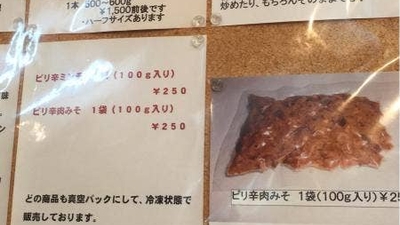 1本 500〜600g
¥1,500前後です
・ハーフサイズあります
炒めたり、もちろんそのままでも
ピリ辛ミンチ (100g入り)
¥250
ピリ辛肉みそ 1袋 (100g入り)
¥250
どの商品も真空パックにして、冷凍状態で
販売しております。
ピリ辛肉みそ 1袋(100g入り)